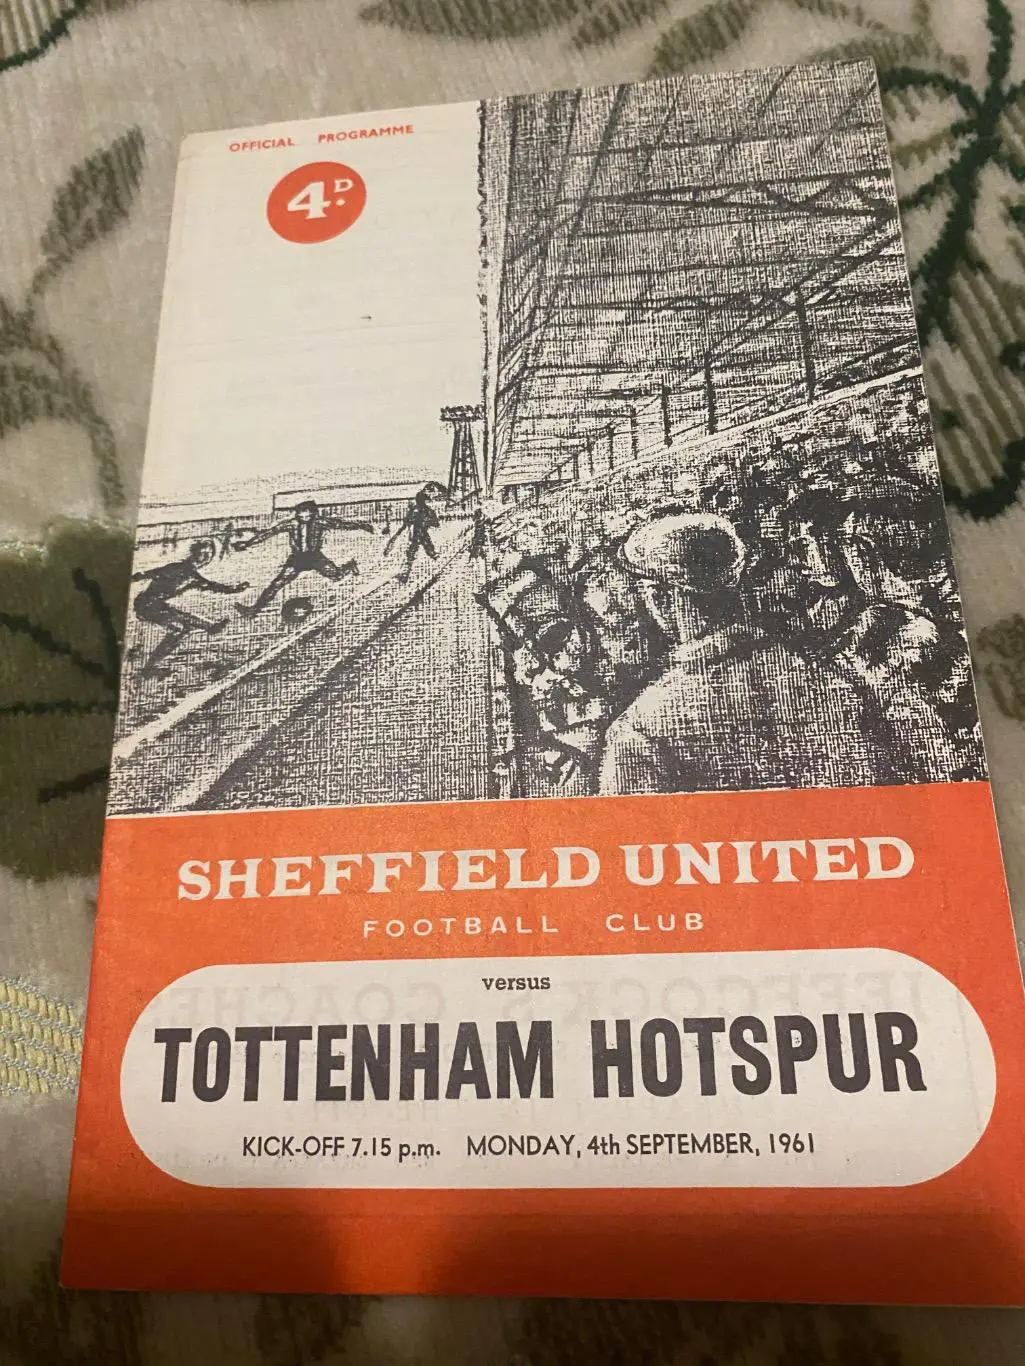 OFFICIAL PROGRAMME
4D.
SHEFFIELD UNITED
FOOTBALL CLUB
versus
TOTTENHAM HOTSPUR
KICK-OFF 7.15 p.m. MONDAY, 4th SEPTEMBER, 1961